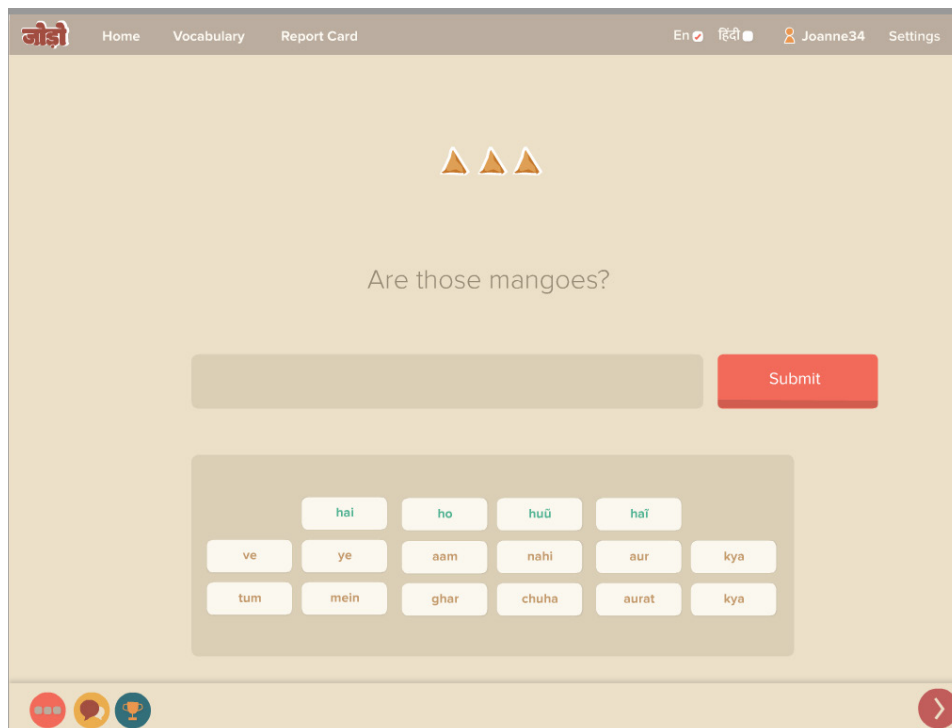 जोड़ो Home Vocabulary Report Card En हिंदी Joanne34 Settings
Are those mangoes?
Submit
hai ho huũ haĩ
ve ye aam nahi aur kya
tum mein ghar chuha aurat kya